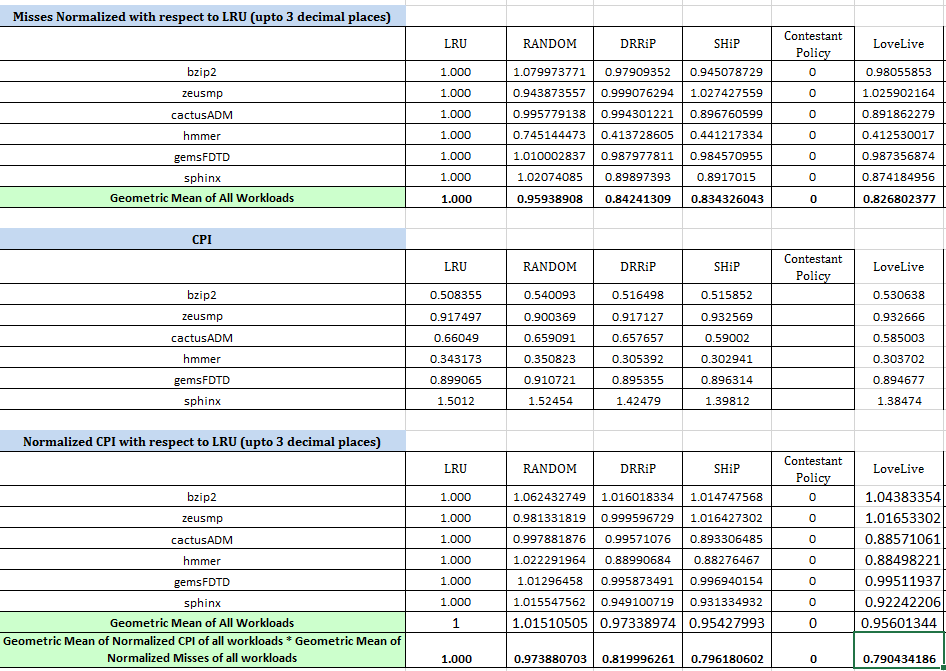 Misses Normalized with respect to LRU (upto 3 decimal places)
LRU RANDOM DRRiP SHiP Contestant Policy LoveLive
bzip2 1.000 1.079973771 0.97909352 0.945078729 0 0.98055853
zeusmp 1.000 0.943873557 0.999076294 1.027427559 0 1.025902164
cactusADM 1.000 0.995779138 0.994301221 0.896760599 0 0.891862279
hmmer 1.000 0.745144473 0.413728605 0.441217334 0 0.412530017
gemsFDTD 1.000 1.010002837 0.987977811 0.984570955 0 0.987356874
sphinx 1.000 1.02074085 0.89897393 0.8917015 0 0.874184956
Geometric Mean of All Workloads 1.000 0.95938908 0.84241309 0.834326043 0 0.826802377
CPI
LRU RANDOM DRRiP SHiP Contestant Policy LoveLive
bzip2 0.508355 0.540093 0.516498 0.515852 0.530638
zeusmp 0.917497 0.900369 0.917127 0.932569 0.932666
cactusADM 0.66049 0.659091 0.657657 0.59002 0.585003
hmmer 0.343173 0.350823 0.305392 0.302941 0.303702
gemsFDTD 0.899065 0.910721 0.895355 0.896314 0.894677
sphinx 1.5012 1.52454 1.42479 1.39812 1.38474
Normalized CPI with respect to LRU (upto 3 decimal places)
LRU RANDOM DRRiP SHiP Contestant Policy LoveLive
bzip2 1.000 1.062432749 1.016018334 1.014747568 0 1.04383354
zeusmp 1.000 0.981331819 0.999596729 1.016427302 0 1.01653302
cactusADM 1.000 0.997881876 0.99571076 0.893306485 0 0.88571061
hmmer 1.000 1.022291964 0.88990684 0.88276467 0 0.88498221
gemsFDTD 1.000 1.01296458 0.995873491 0.996940154 0 0.99511937
sphinx 1.000 1.015547562 0.949100719 0.931334932 0 0.92242206
Geometric Mean of All Workloads 1 1.01510505 0.97338974 0.95427993 0 0.95601344
Geometric Mean of Normalized CPI of all workloads * Geometric Mean of
Normalized Misses of all workloads 1.000 0.973880703 0.819996261 0.796180602 0 0.790434186